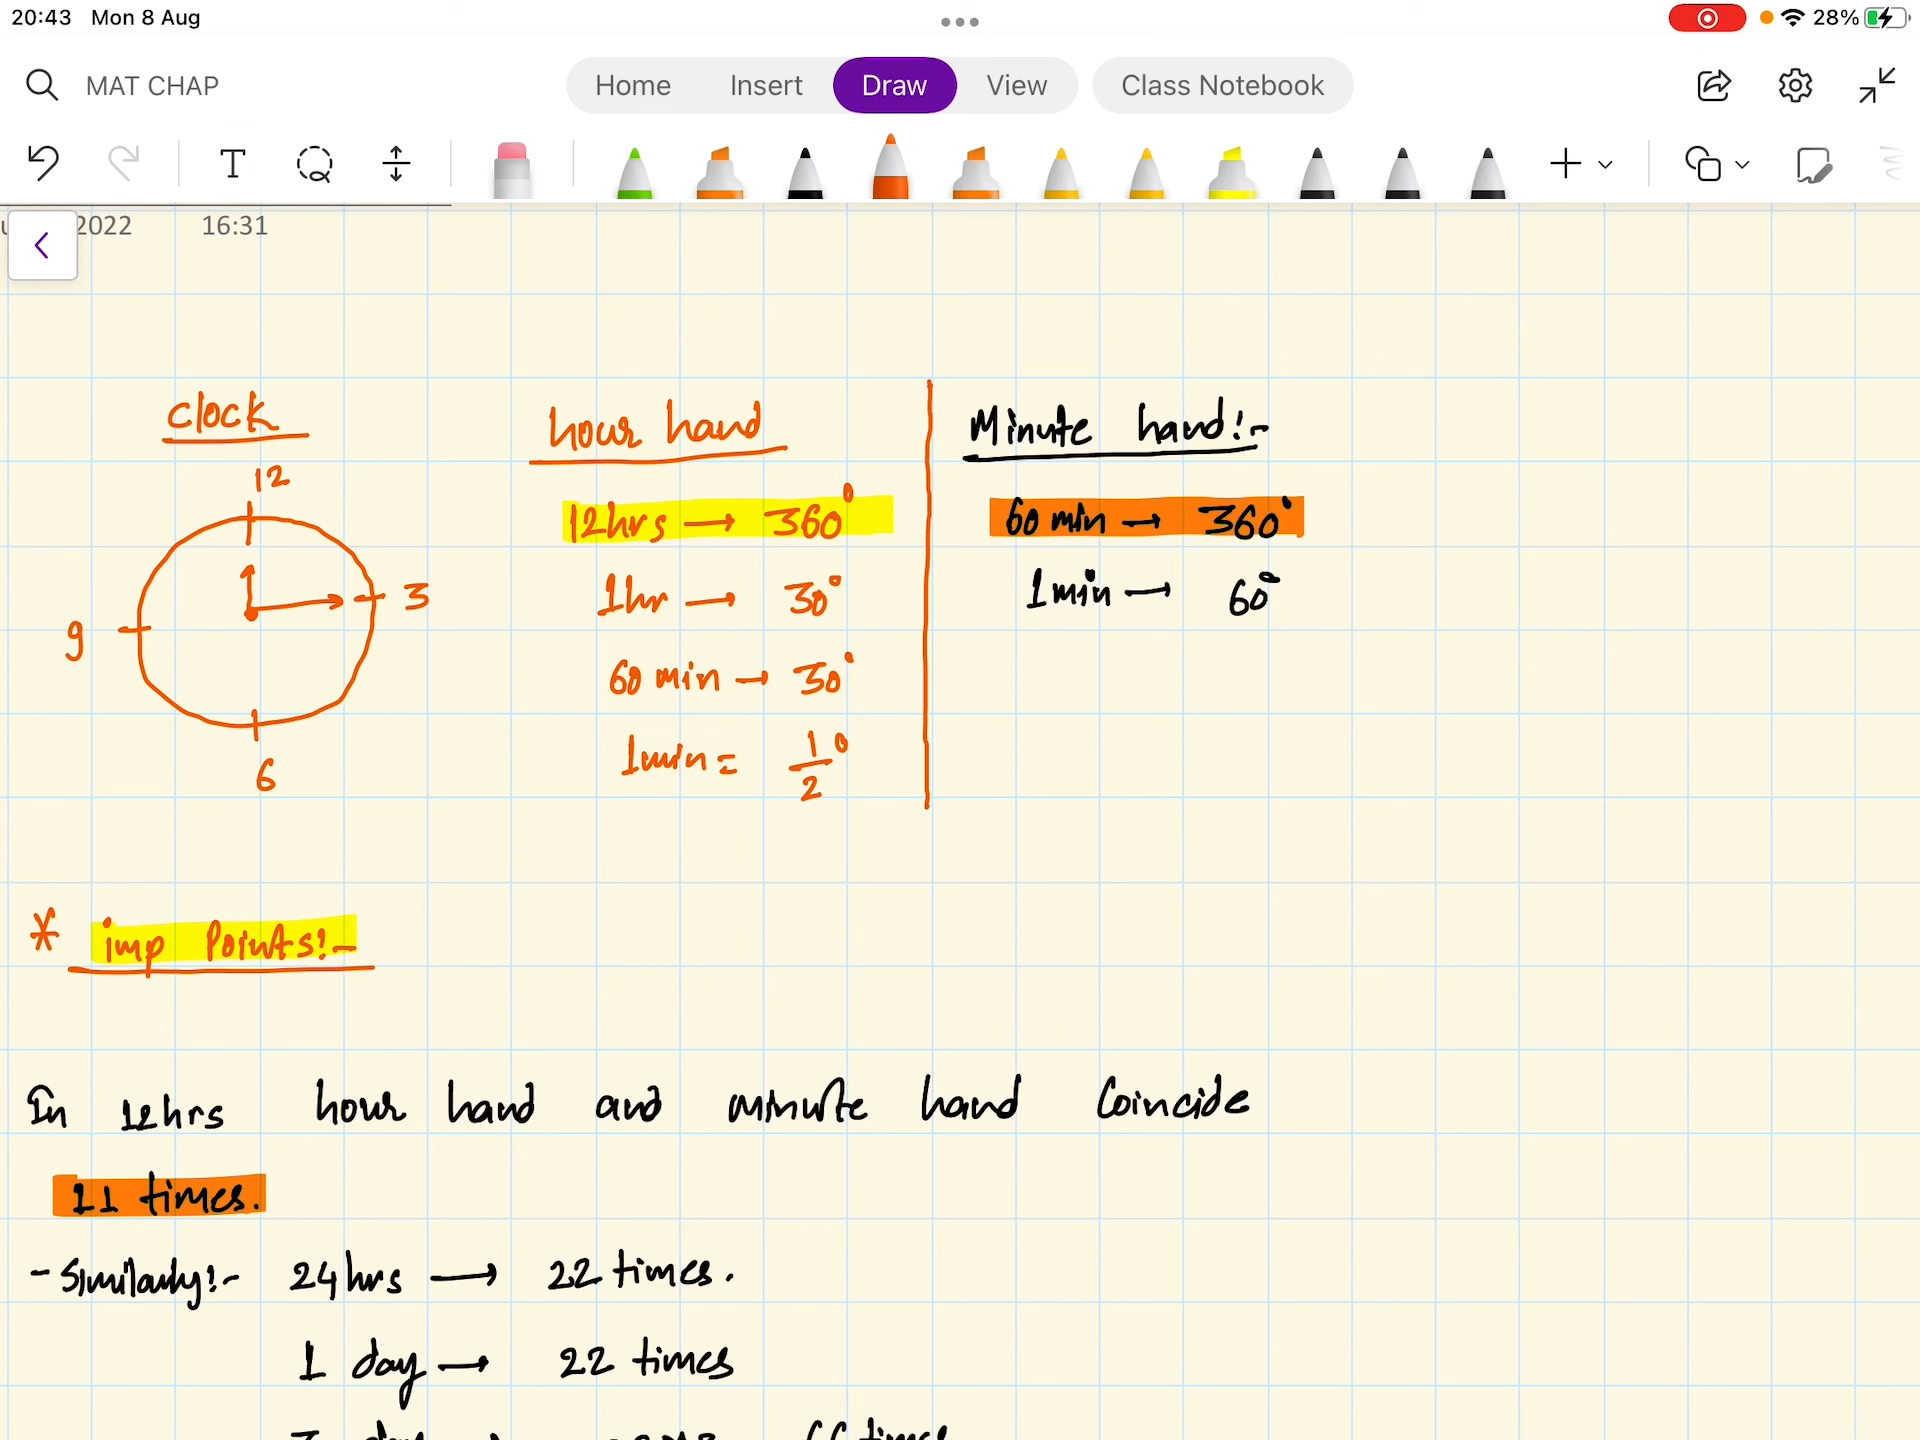 20:43 Mon 8 Aug
28%
MAT CHAP
Home Insert Draw View Class Notebook
T
2022 16:31
Clock
12
3
6
9
hour hand
12hrs → 360°
1hr → 30°
60 min → 30°
1min = 1/2°
Minute hand:-
60 min → 360°
1min → 60°
* imp Points:-
In 12hrs hour hand and minute hand Coincide
11 times.
- Similarly:- 24hrs → 22 times.
1 day → 22 times
66 times